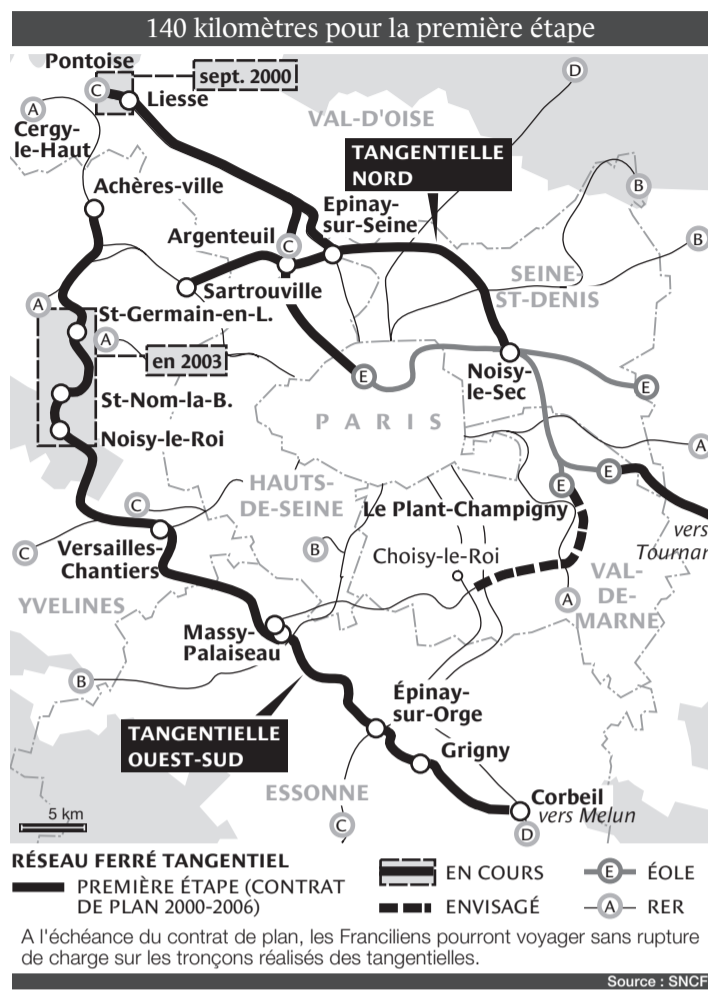 140 kilomètres pour la première étape
Pontoise
sept. 2000
C
Liesse
D
A
Cergy-
le-Haut
VAL-D'OISE
TANGENTIELLE
NORD
B
Achères-ville
Epinay-
sur-Seine
Argenteuil
C
B
SEINE-
ST-DENIS
Sartrouville
A
St-Germain-en-L.
A
en 2003
E
Noisy-
le-Sec
E
St-Nom-la-B.
PARIS
Noisy-le-Roi
A
HAUTS-
DE-SEINE
E
E
C
Le Plant-Champigny
vers
Tournan
C
Versailles-
Chantiers
B
Choisy-le-Roi
VAL-
DE-
MARNE
A
YVELINES
Massy-
Palaiseau
B
Épinay-
sur-Orge
TANGENTIELLE
OUEST-SUD
Grigny
ESSONNE
Corbeil
vers Melun
5 km
C
D
RÉSEAU FERRÉ TANGENTIEL
PREMIÈRE ÉTAPE (CONTRAT
DE PLAN 2000-2006)
EN COURS
E ÉOLE
ENVISAGÉ
A RER
A l'échéance du contrat de plan, les Franciliens pourront voyager sans rupture
de charge sur les tronçons réalisés des tangentielles.
Source : SNCF